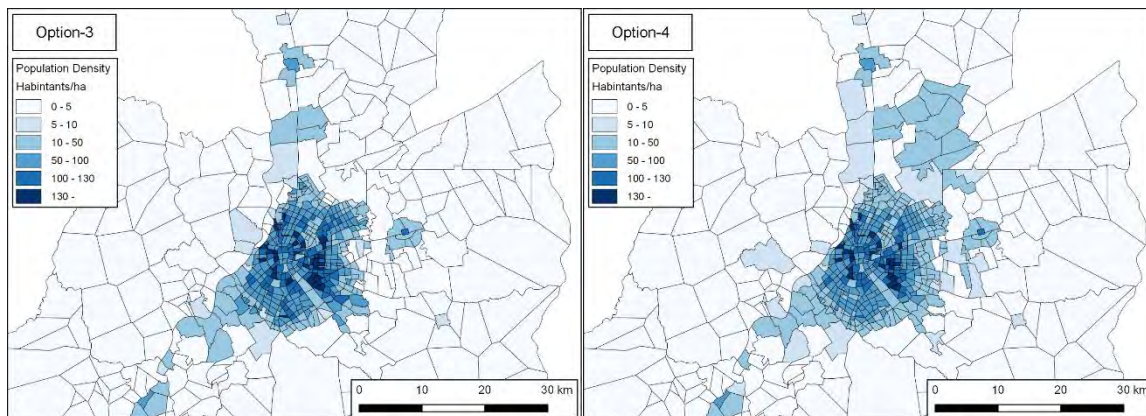 Option-3
Population Density
Habintants/ha
0 - 5
5 - 10
10 - 50
50 - 100
100 - 130
130 -
0 10 20 30 km
Option-4
Population Density
Habintants/ha
0 - 5
5 - 10
10 - 50
50 - 100
100 - 130
130 -
0 10 20 30 km